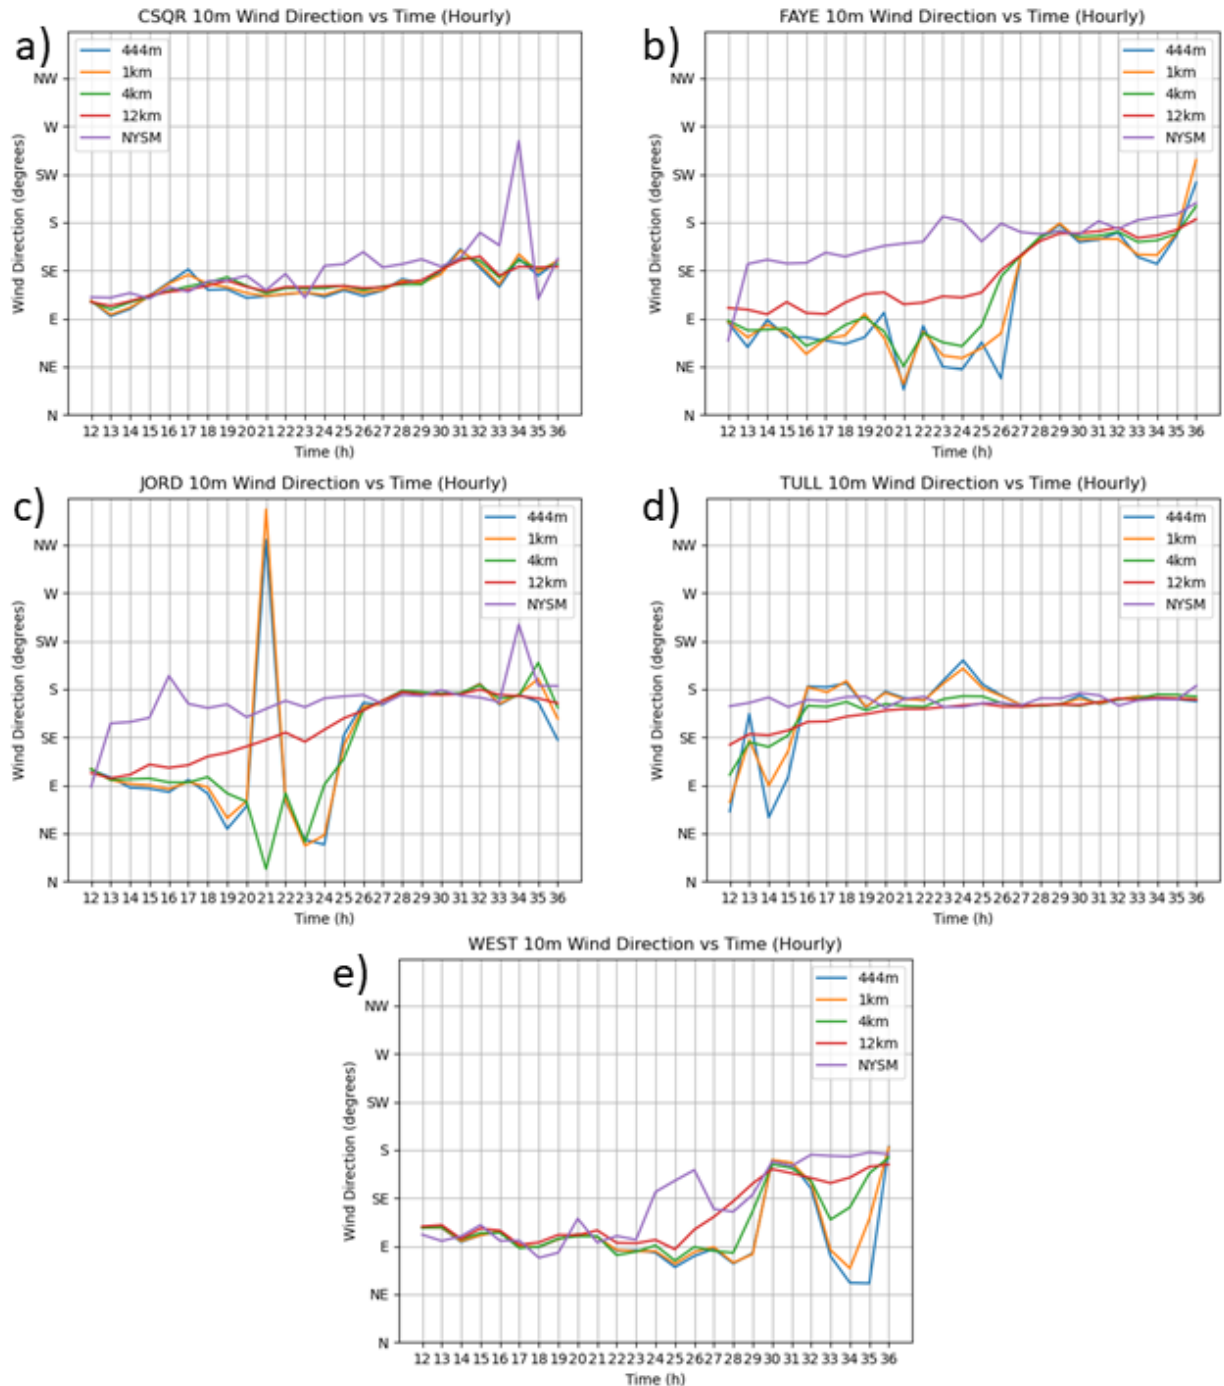 a)
CSQR 10m Wind Direction vs Time (Hourly)
444m
1km
4km
12km
NYSM
NW
W
SW
S
SE
E
NE
N
Wind Direction (degrees)
12 13 14 15 16 17 18 19 20 21 22 23 24 25 26 27 28 29 30 31 32 33 34 35 36
Time (h)
b)
FAYE 10m Wind Direction vs Time (Hourly)
444m
1km
4km
12km
NYSM
NW
W
SW
S
SE
E
NE
N
Wind Direction (degrees)
12 13 14 15 16 17 18 19 20 21 22 23 24 25 26 27 28 29 30 31 32 33 34 35 36
Time (h)
c)
JORD 10m Wind Direction vs Time (Hourly)
444m
1km
4km
12km
NYSM
NW
W
SW
S
SE
E
NE
N
Wind Direction (degrees)
12 13 14 15 16 17 18 19 20 21 22 23 24 25 26 27 28 29 30 31 32 33 34 35 36
Time (h)
d)
TULL 10m Wind Direction vs Time (Hourly)
444m
1km
4km
12km
NYSM
NW
W
SW
S
SE
E
NE
N
Wind Direction (degrees)
12 13 14 15 16 17 18 19 20 21 22 23 24 25 26 27 28 29 30 31 32 33 34 35 36
Time (h)
e)
WEST 10m Wind Direction vs Time (Hourly)
444m
1km
4km
12km
NYSM
NW
W
SW
S
SE
E
NE
N
Wind Direction (degrees)
12 13 14 15 16 17 18 19 20 21 22 23 24 25 26 27 28 29 30 31 32 33 34 35 36
Time (h)